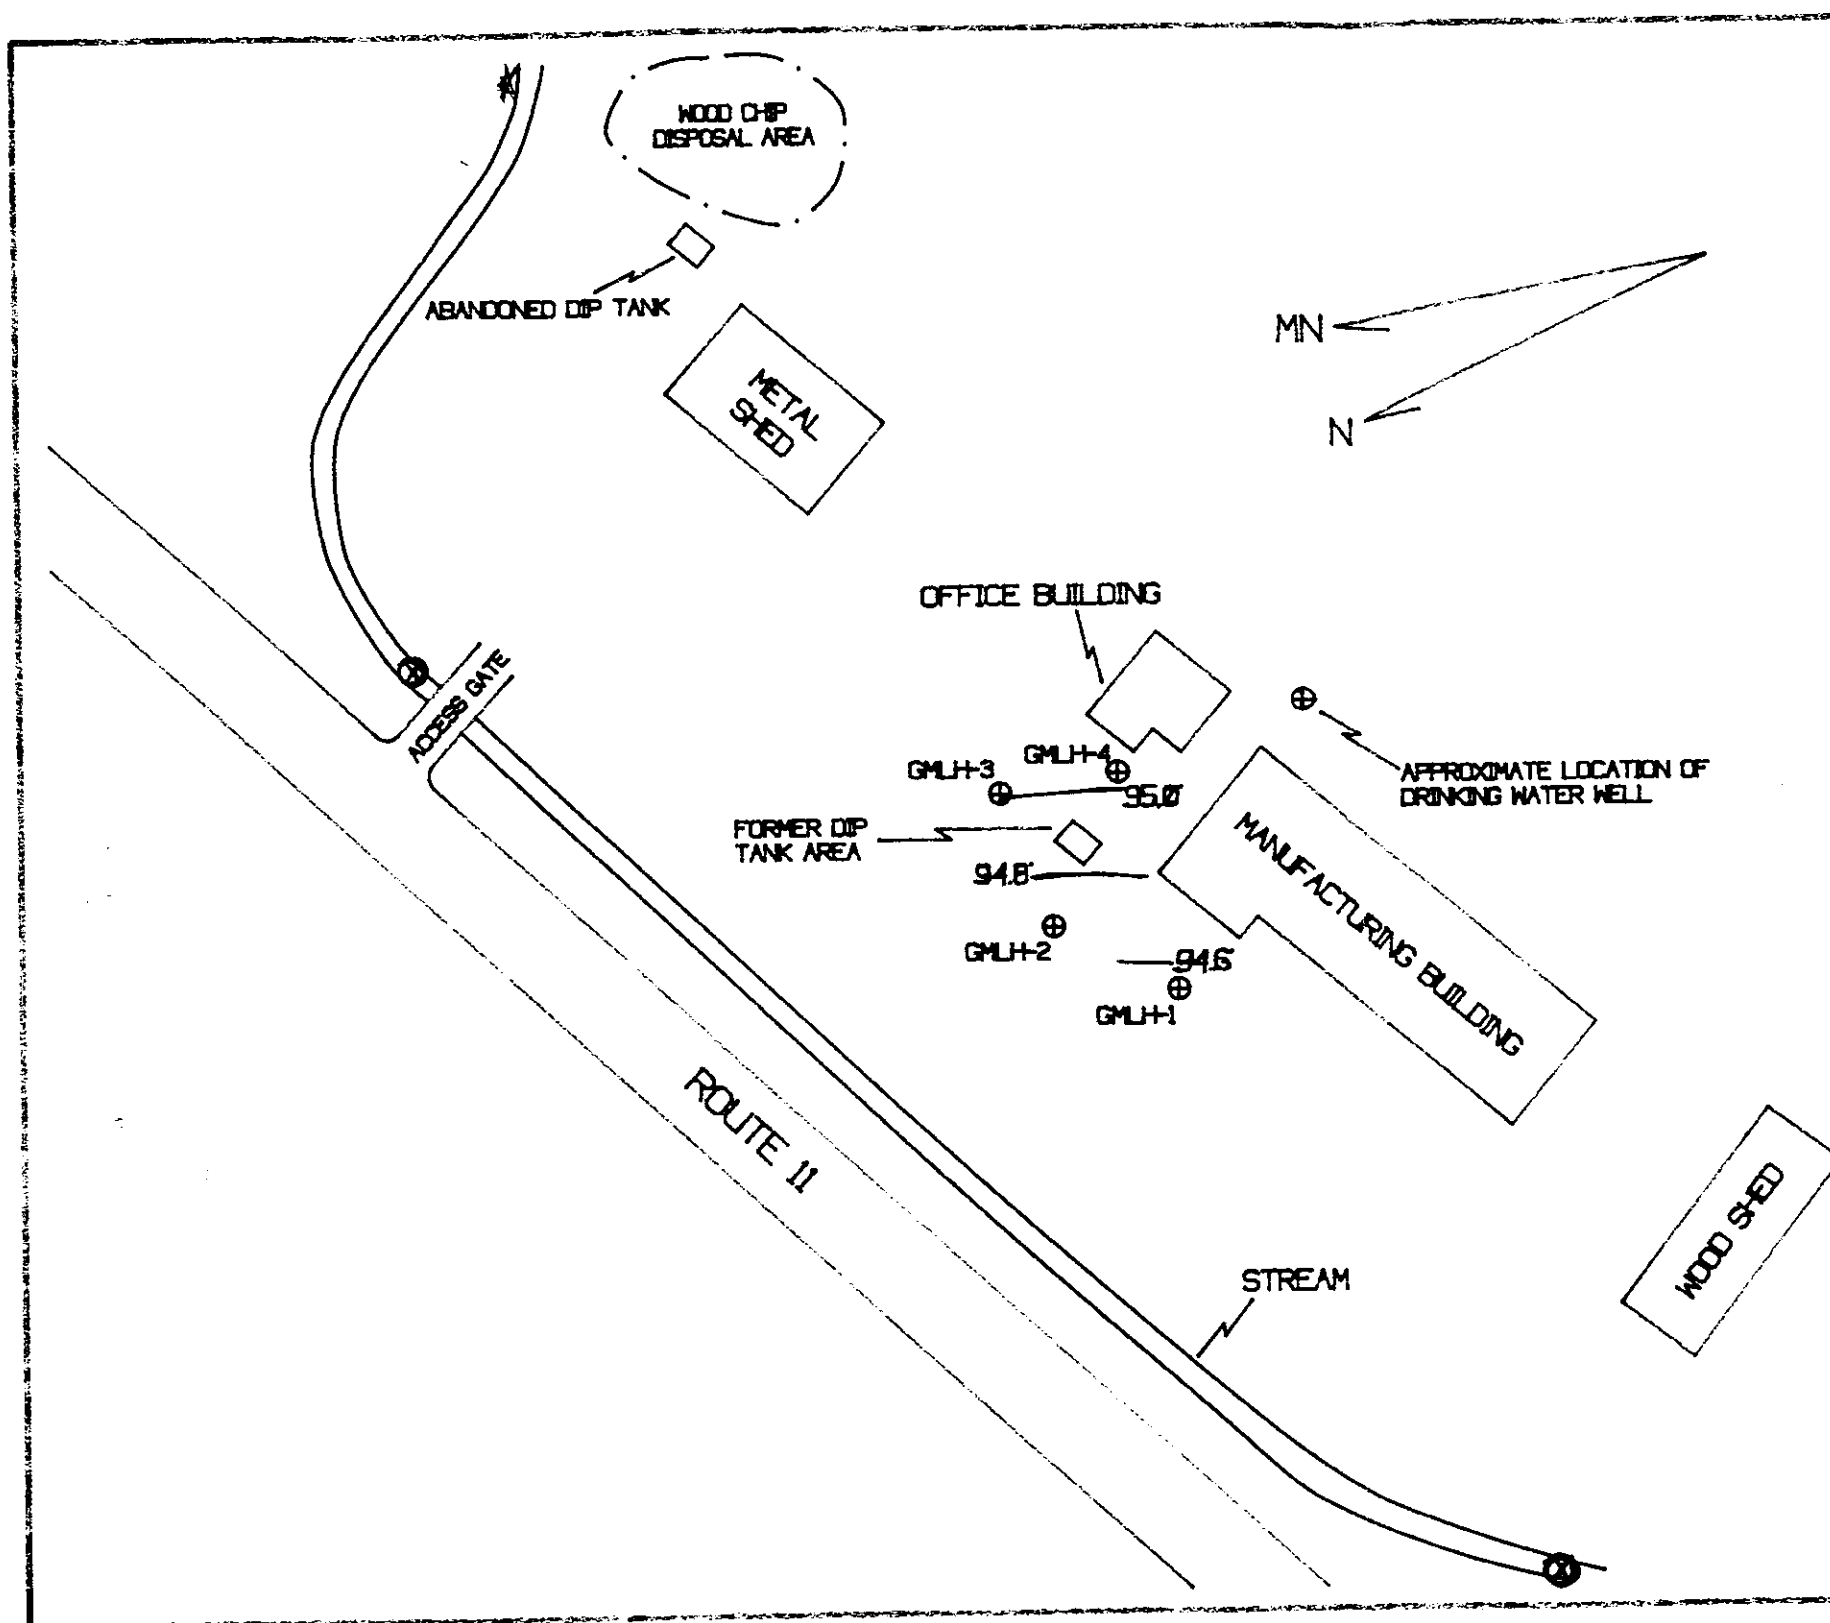 WOOD CHIP
DISPOSAL AREA
ABANDONED DIP TANK
MN
METAL
SHED
N
OFFICE BUILDING
ACCESS GATE
GMLH-4
GMLH-3
95.0'
APPROXIMATE LOCATION OF
DRINKING WATER WELL
FORMER DIP
TANK AREA
MANUFACTURING BUILDING
94.8'
GMLH-2
94.6'
GMLH-1
ROUTE 11
WOOD SHED
STREAM